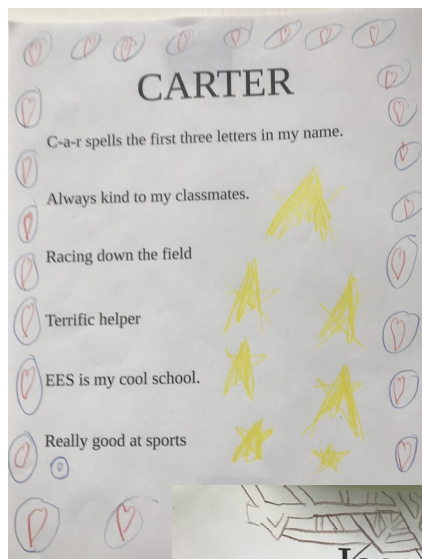 CARTER
C-a-r spells the first three letters in my name.
Always kind to my classmates.
Racing down the field
Terrific helper
EES is my cool school.
Really good at sports